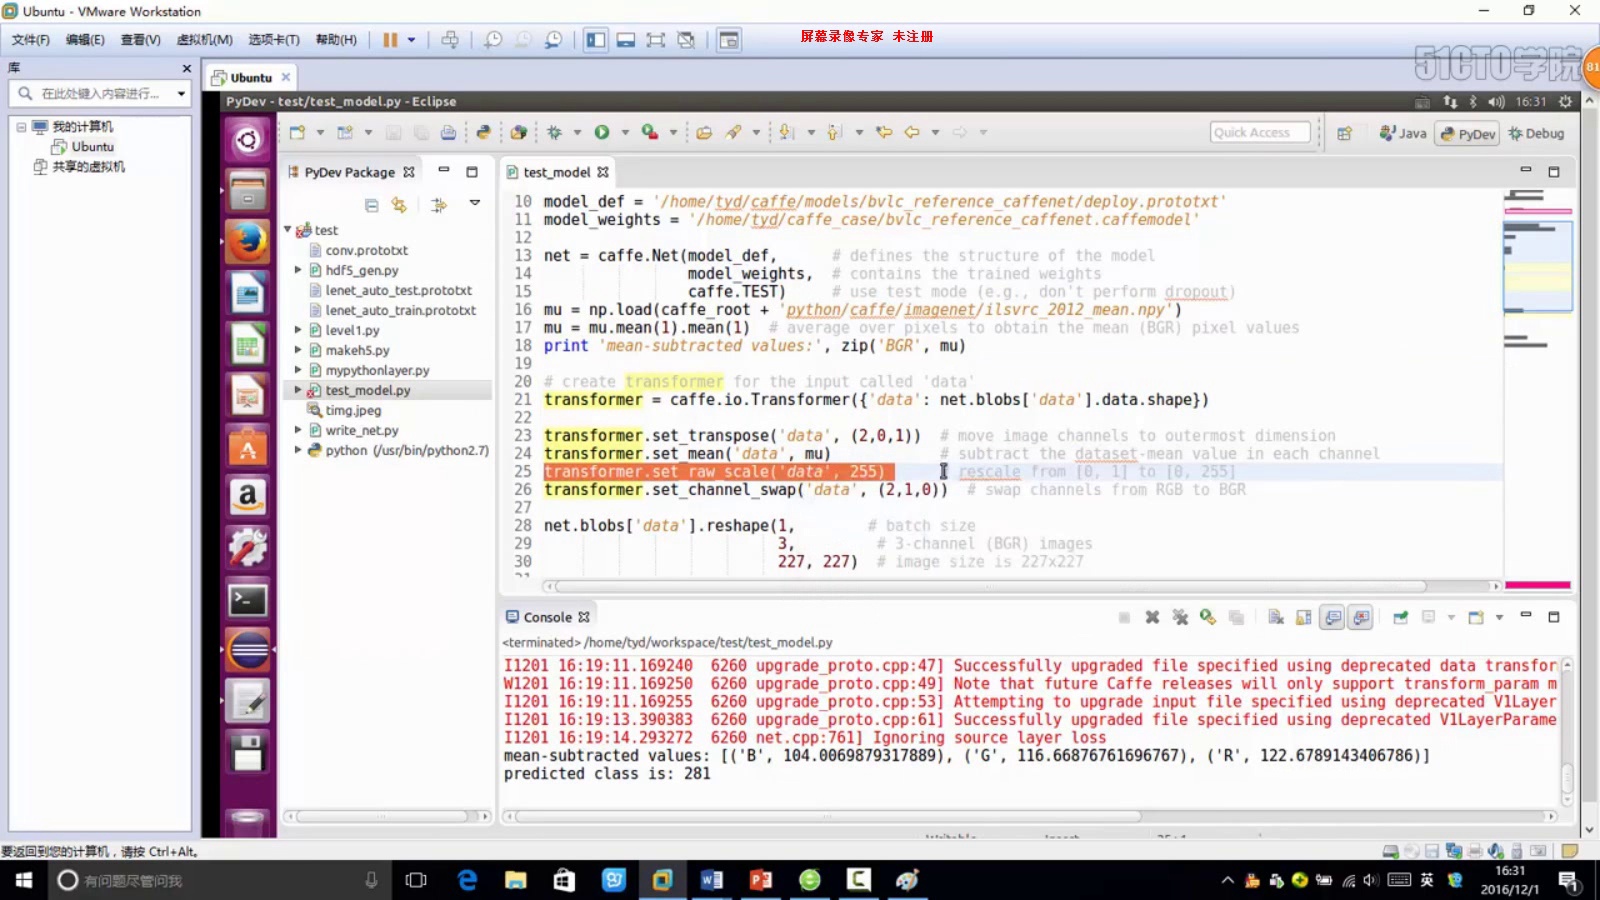 Ubuntu - VMware Workstation
文件(F) 编辑(E) 查看(V) 虚拟机(M) 选项卡(T) 帮助(H)
屏幕录像专家 未注册
51CTO学院
81
库
Ubuntu
在此处键入内容进行...
PyDev - test/test_model.py - Eclipse
16:31
我的计算机
Ubuntu
共享的虚拟机
Quick Access
Java
PyDev
Debug
PyDev Package
test_model
test
conv.prototxt
hdf5_gen.py
lenet_auto_test.prototxt
lenet_auto_train.prototxt
level1.py
makeh5.py
mypythonlayer.py
test_model.py
timg.jpeg
write_net.py
python (/usr/bin/python2.7)
10 model_def = '/home/tyd/caffe/models/bvlc_reference_caffenet/deploy.prototxt'
11 model_weights = '/home/tyd/caffe_case/bvlc_reference_caffenet.caffemodel'
12
13 net = caffe.Net(model_def, # defines the structure of the model
14 model_weights, # contains the trained weights
15 caffe.TEST) # use test mode (e.g., don't perform dropout)
16 mu = np.load(caffe_root + 'python/caffe/imagenet/ilsvrc_2012_mean.npy')
17 mu = mu.mean(1).mean(1) # average over pixels to obtain the mean (BGR) pixel values
18 print 'mean-subtracted values:', zip('BGR', mu)
19
20 # create transformer for the input called 'data'
21 transformer = caffe.io.Transformer({'data': net.blobs['data'].data.shape})
22
23 transformer.set_transpose('data', (2,0,1)) # move image channels to outermost dimension
24 transformer.set_mean('data', mu) # subtract the dataset-mean value in each channel
25 transformer.set_raw_scale('data', 255) # rescale from [0, 1] to [0, 255]
26 transformer.set_channel_swap('data', (2,1,0)) # swap channels from RGB to BGR
27
28 net.blobs['data'].reshape(1, # batch size
29 3, # 3-channel (BGR) images
30 227, 227) # image size is 227x227
Console
<terminated> /home/tyd/workspace/test/test_model.py
I1201 16:19:11.169240 6260 upgrade_proto.cpp:47] Successfully upgraded file specified using deprecated data transfor
W1201 16:19:11.169250 6260 upgrade_proto.cpp:49] Note that future Caffe releases will only support transform_param m
I1201 16:19:11.169255 6260 upgrade_proto.cpp:53] Attempting to upgrade input file specified using deprecated V1Layer
I1201 16:19:13.390383 6260 upgrade_proto.cpp:61] Successfully upgraded file specified using deprecated V1LayerParame
I1201 16:19:14.293272 6260 net.cpp:761] Ignoring source layer loss
mean-subtracted values: [('B', 104.0069879317889), ('G', 116.66876761696767), ('R', 122.6789143406786)]
predicted class is: 281
要返回到您的计算机，请按 Ctrl+Alt。
有问题尽管问我
英
16:31
2016/12/1